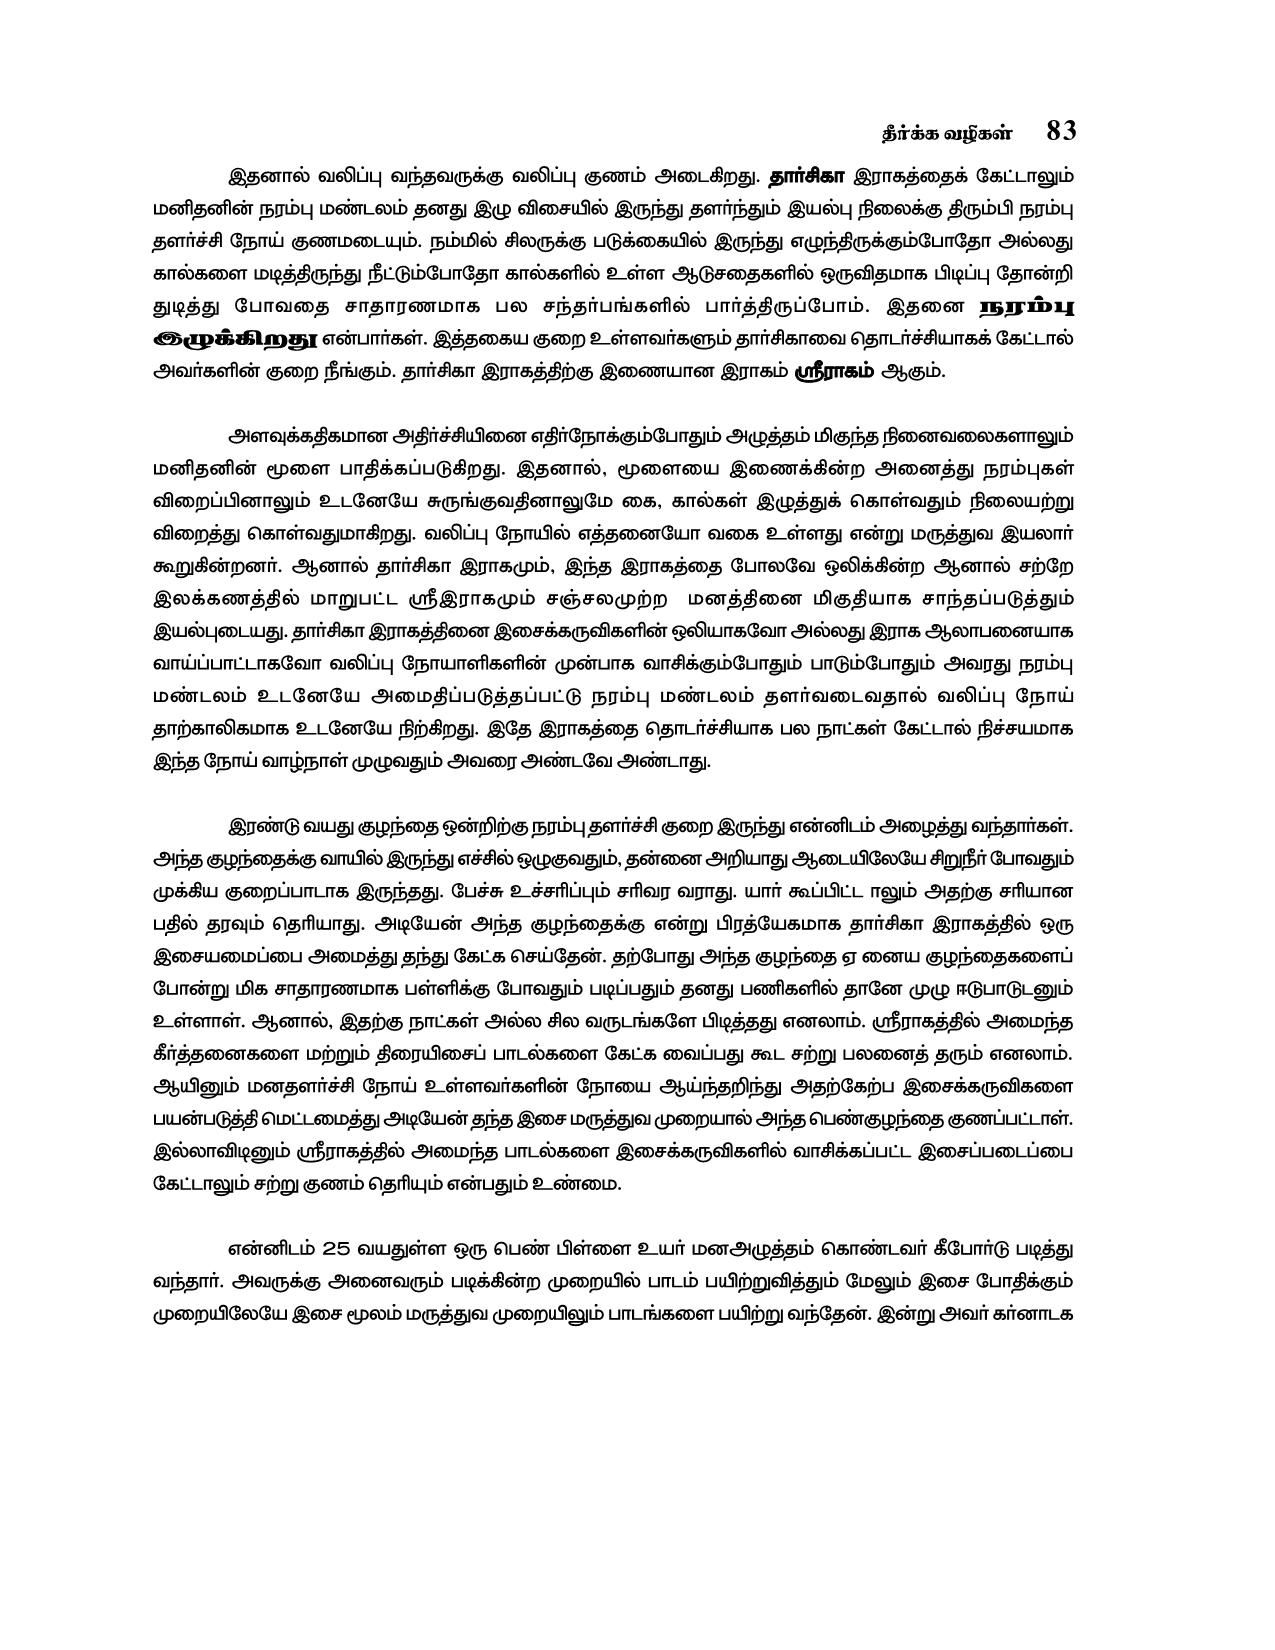 தீர்க்க வழிகள் 83
இதனால் வலிப்பு வந்தவருக்கு வலிப்பு குணம் அடைகிறது. தார்சிகா இராகத்தைக் கேட்டாலும்
மனிதனின் நரம்பு மண்டலம் தனது இழு விசையில் இருந்து தளர்ந்தும் இயல்பு நிலைக்கு திரும்பி நரம்பு
தளர்ச்சி நோய் குணமடையும். நம்மில் சிலருக்கு படுக்கையில் இருந்து எழுந்திருக்கும்போதோ அல்லது
கால்களை மடித்திருந்து நீட்டும்போதோ கால்களில் உள்ள ஆடுசதைகளில் ஒருவிதமாக பிடிப்பு தோன்றி
துடித்து போவதை சாதாரணமாக பல சந்தர்பங்களில் பார்த்திருப்போம். இதனை நரம்பு
இழுக்கிறது என்பார்கள். இத்தகைய குறை உள்ளவர்களும் தார்சிகாவை தொடர்ச்சியாகக் கேட்டால்
அவர்களின் குறை நீங்கும். தார்சிகா இராகத்திற்கு இணையான இராகம் ஸ்ரீராகம் ஆகும்.
அளவுக்கதிகமான அதிர்ச்சியினை எதிர்நோக்கும்போதும் அழுத்தம் மிகுந்த நினைவலைகளாலும்
மனிதனின் மூளை பாதிக்கப்படுகிறது. இதனால், மூளையை இணைக்கின்ற அனைத்து நரம்புகள்
விறைப்பினாலும் உடனேயே சுருங்குவதினாலுமே கை, கால்கள் இழுத்துக் கொள்வதும் நிலையற்று
விறைத்து கொள்வதுமாகிறது. வலிப்பு நோயில் எத்தனையோ வகை உள்ளது என்று மருத்துவ இயலார்
கூறுகின்றனர். ஆனால் தார்சிகா இராகமும், இந்த இராகத்தை போலவே ஒலிக்கின்ற ஆனால் சற்றே
இலக்கணத்தில் மாறுபட்ட ஸ்ரீஇராகமும் சஞ்சலமுற்ற மனத்தினை மிகுதியாக சாந்தப்படுத்தும்
இயல்புடையது. தார்சிகா இராகத்தினை இசைக்கருவிகளின் ஒலியாகவோ அல்லது இராக ஆலாபனையாக
வாய்ப்பாட்டாகவோ வலிப்பு நோயாளிகளின் முன்பாக வாசிக்கும்போதும் பாடும்போதும் அவரது நரம்பு
மண்டலம் உடனேயே அமைதிப்படுத்தப்பட்டு நரம்பு மண்டலம் தளர்வடைவதால் வலிப்பு நோய்
தாற்காலிகமாக உடனேயே நிற்கிறது. இதே இராகத்தை தொடர்ச்சியாக பல நாட்கள் கேட்டால் நிச்சயமாக
இந்த நோய் வாழ்நாள் முழுவதும் அவரை அண்டவே அண்டாது.
இரண்டு வயது குழந்தை ஒன்றிற்கு நரம்பு தளர்ச்சி குறை இருந்து என்னிடம் அழைத்து வந்தார்கள்.
அந்த குழந்தைக்கு வாயில் இருந்து எச்சில் ஒழுகுவதும், தன்னை அறியாது ஆடையிலேயே சிறுநீர் போவதும்
முக்கிய குறைப்பாடாக இருந்தது. பேச்சு உச்சரிப்பும் சரிவர வராது. யார் கூப்பிட்ட ாலும் அதற்கு சரியான
பதில் தரவும் தெரியாது. அடியேன் அந்த குழந்தைக்கு என்று பிரத்யேகமாக தார்சிகா இராகத்தில் ஒரு
இசையமைப்பை அமைத்து தந்து கேட்க செய்தேன். தற்போது அந்த குழந்தை ஏ னைய குழந்தைகளைப்
போன்று மிக சாதாரணமாக பள்ளிக்கு போவதும் படிப்பதும் தனது பணிகளில் தானே முழு ஈடுபாடுடனும்
உள்ளாள். ஆனால், இதற்கு நாட்கள் அல்ல சில வருடங்களே பிடித்தது எனலாம். ஸ்ரீராகத்தில் அமைந்த
கீர்த்தனைகளை மற்றும் திரையிசைப் பாடல்களை கேட்க வைப்பது கூட சற்று பலனைத் தரும் எனலாம்.
ஆயினும் மனதளர்ச்சி நோய் உள்ளவர்களின் நோயை ஆய்ந்தறிந்து அதற்கேற்ப இசைக்கருவிகளை
பயன்படுத்தி மெட்டமைத்து அடியேன் தந்த இசை மருத்துவ முறையால் அந்த பெண்குழந்தை குணப்பட்டாள்.
இல்லாவிடினும் ஸ்ரீராகத்தில் அமைந்த பாடல்களை இசைக்கருவிகளில் வாசிக்கப்பட்ட இசைப்படைப்பை
கேட்டாலும் சற்று குணம் தெரியும் என்பதும் உண்மை.
என்னிடம் 25 வயதுள்ள ஒரு பெண் பிள்ளை உயர் மனஅழுத்தம் கொண்டவர் கீபோர்டு படித்து
வந்தார். அவருக்கு அனைவரும் படிக்கின்ற முறையில் பாடம் பயிற்றுவித்தும் மேலும் இசை போதிக்கும்
முறையிலேயே இசை மூலம் மருத்துவ முறையிலும் பாடங்களை பயிற்று வந்தேன். இன்று அவர் கர்னாடக